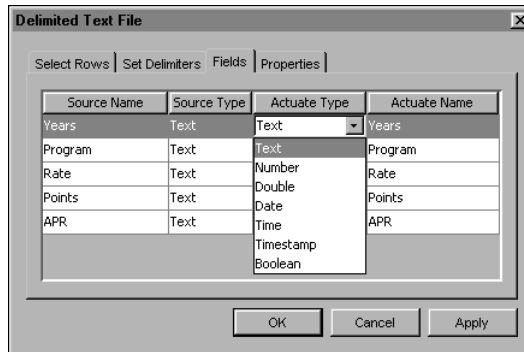 Delimited Text File
Select Rows Set Delimiters Fields Properties
Source Name Source Type Actuate Type Actuate Name
Years Text Text Years
Program Text Text Program
Rate Text Number Rate
Points Text Double Points
APR Text Date APR
Time
Timestamp
Boolean
OK Cancel Apply